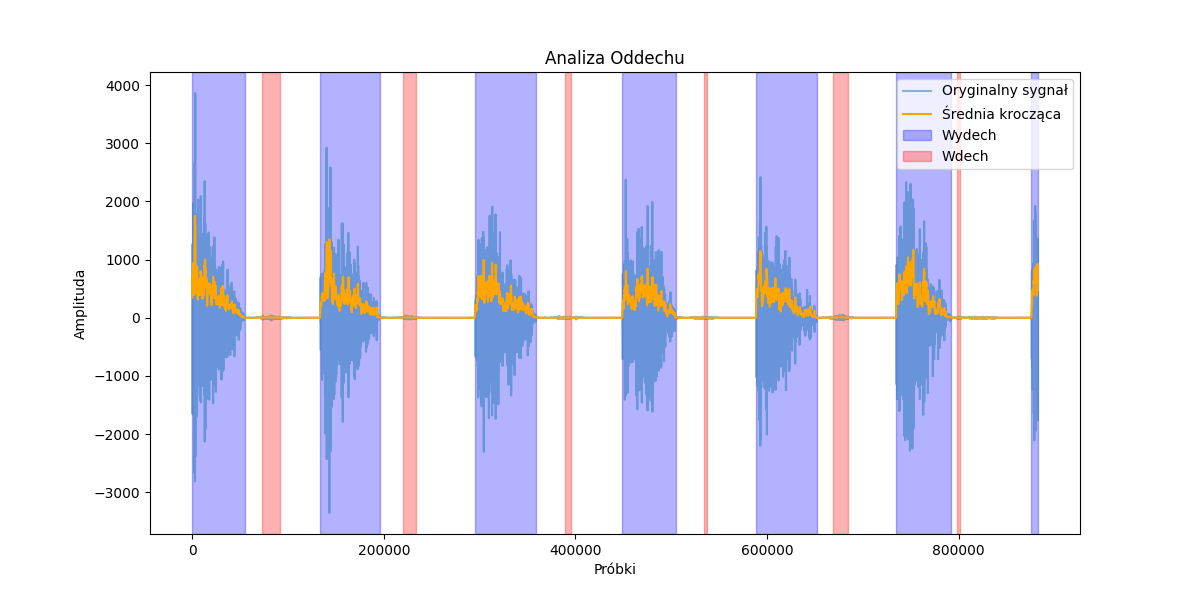 Analiza Oddechu
4000
3000
2000
1000
0
−1000
−2000
−3000
Amplituda
Oryginalny sygnał
Średnia krocząca
Wydech
Wdech
0 200000 400000 600000 800000
Próbki